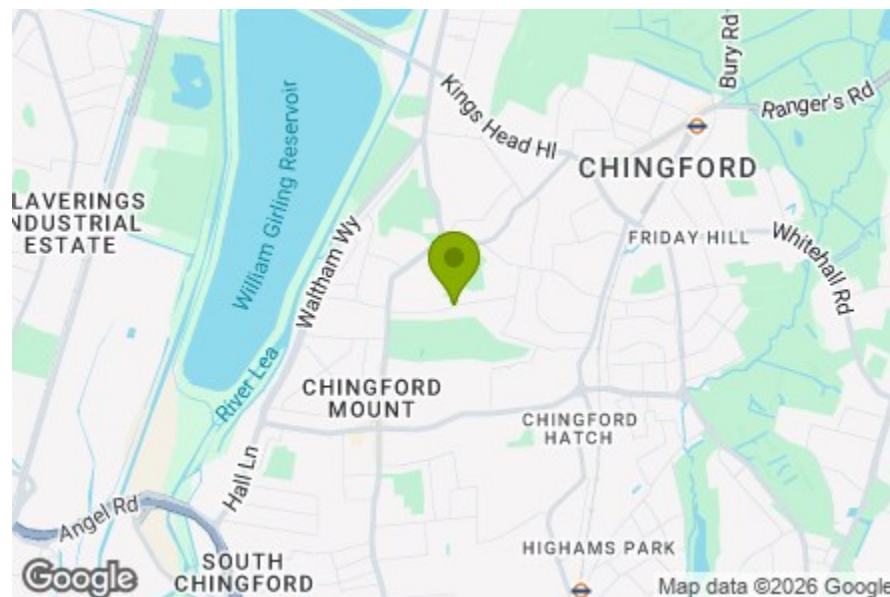 Bury Rd
Ranger's Rd
Kings Head Hl
CHINGFORD
William Girling Reservoir
LAVERINGS
NDUSTRIAL
ESTATE
Waltham Wy
FRIDAY HILL
Whitehall Rd
River Lea
CHINGFORD
MOUNT
CHINGFORD
HATCH
Hall Ln
Angel Rd
SOUTH
CHINGFORD
HIGHAMS PARK
Google
Map data ©2026 Google